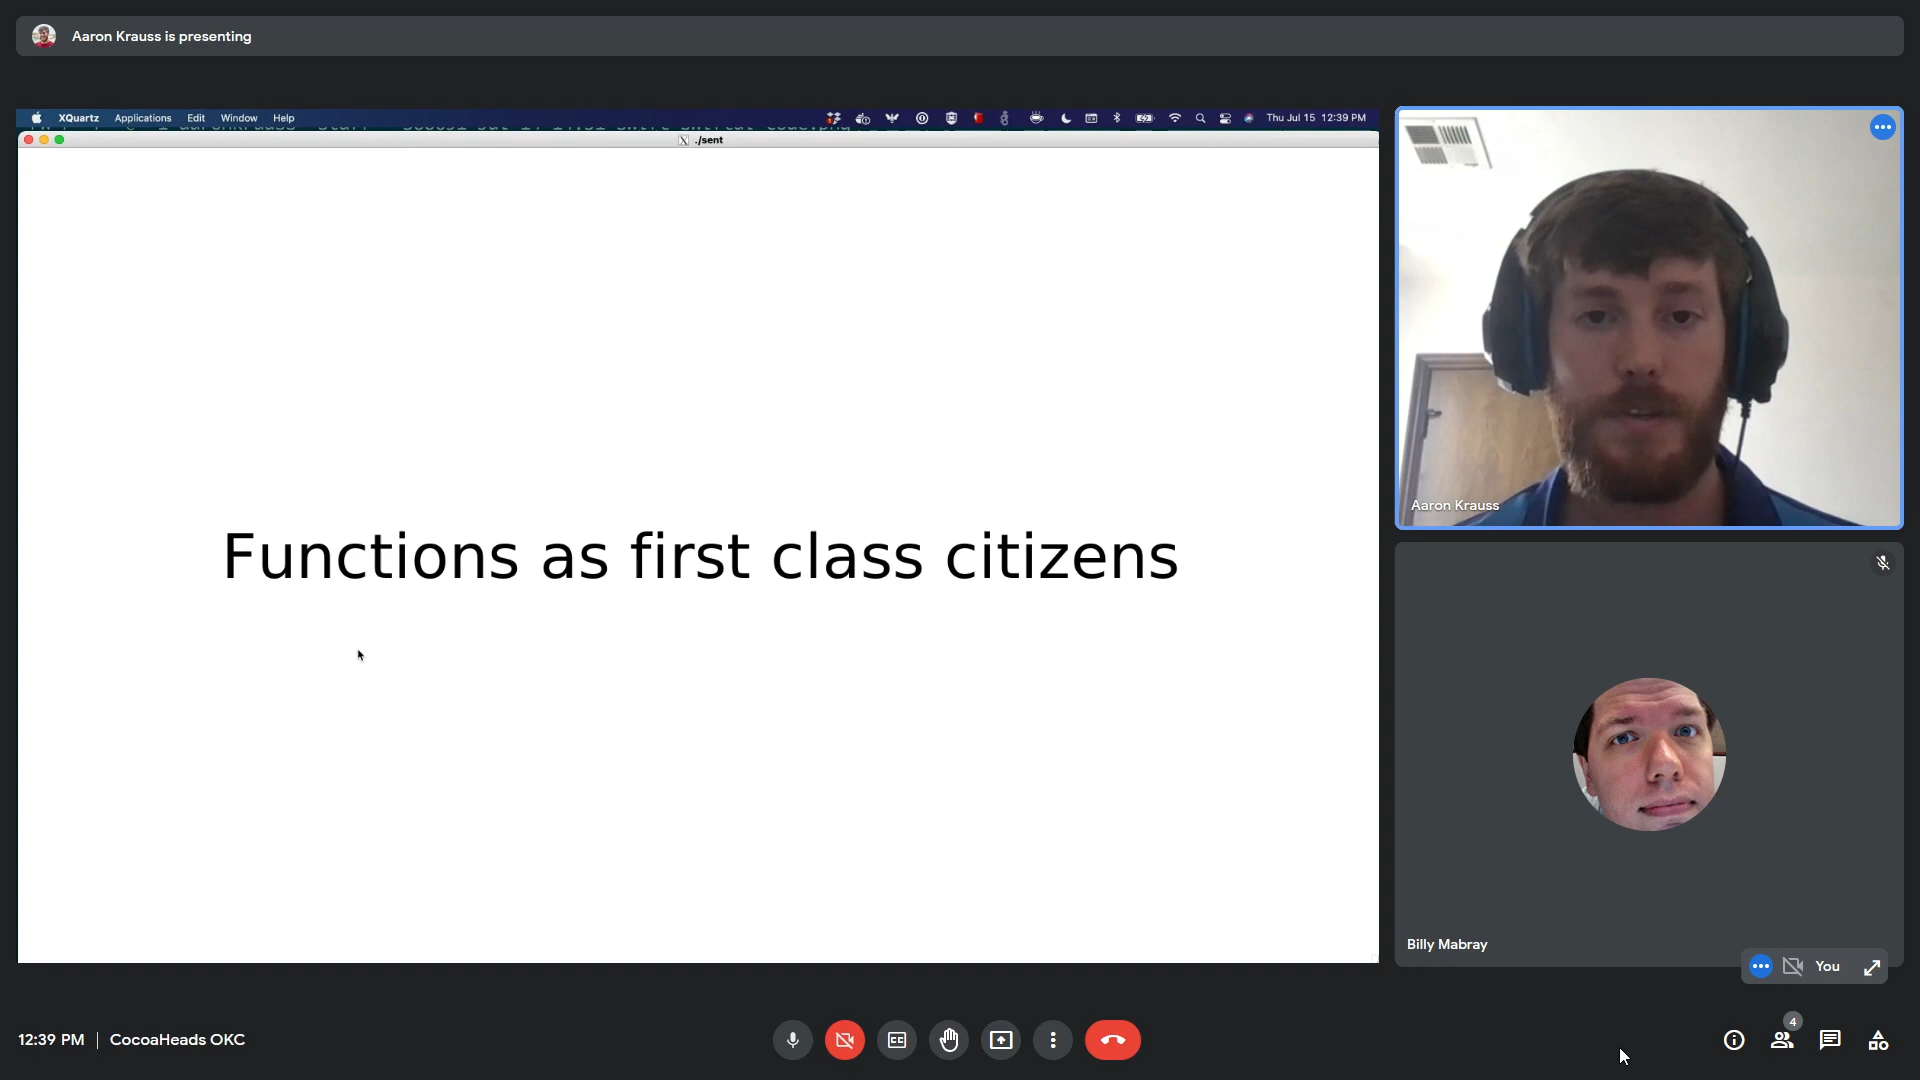 Aaron Krauss is presenting
XQuartz Applications Edit Window Help
Thu Jul 15 12:39 PM
X ./sent
Functions as first class citizens
Aaron Krauss
Billy Mabray
You
12:39 PM | CocoaHeads OKC
CC
4